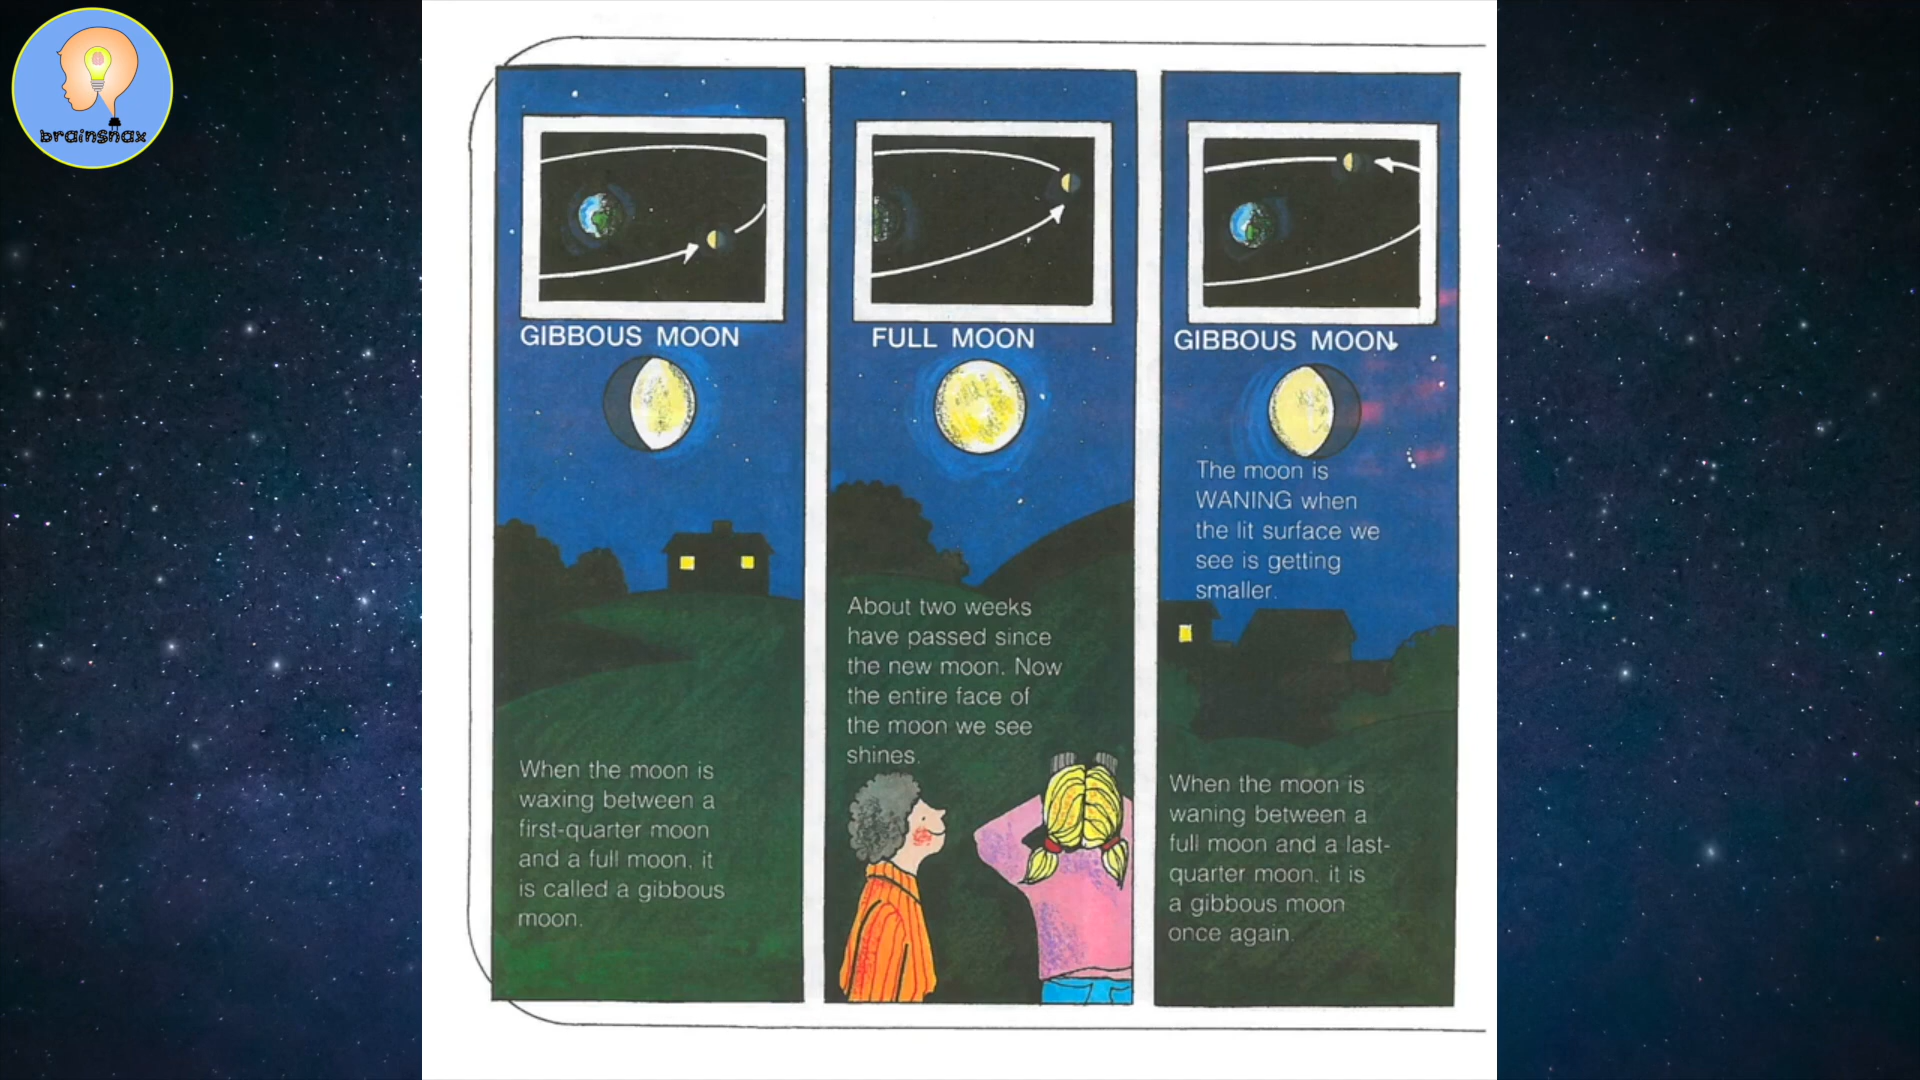 brainsnax
GIBBOUS MOON
When the moon is
waxing between a
first-quarter moon
and a full moon, it
is called a gibbous
moon.
FULL MOON
About two weeks
have passed since
the new moon. Now
the entire face of
the moon we see
shines.
GIBBOUS MOON
The moon is
WANING when
the lit surface we
see is getting
smaller.
When the moon is
waning between a
full moon and a last-
quarter moon, it is
a gibbous moon
once again.